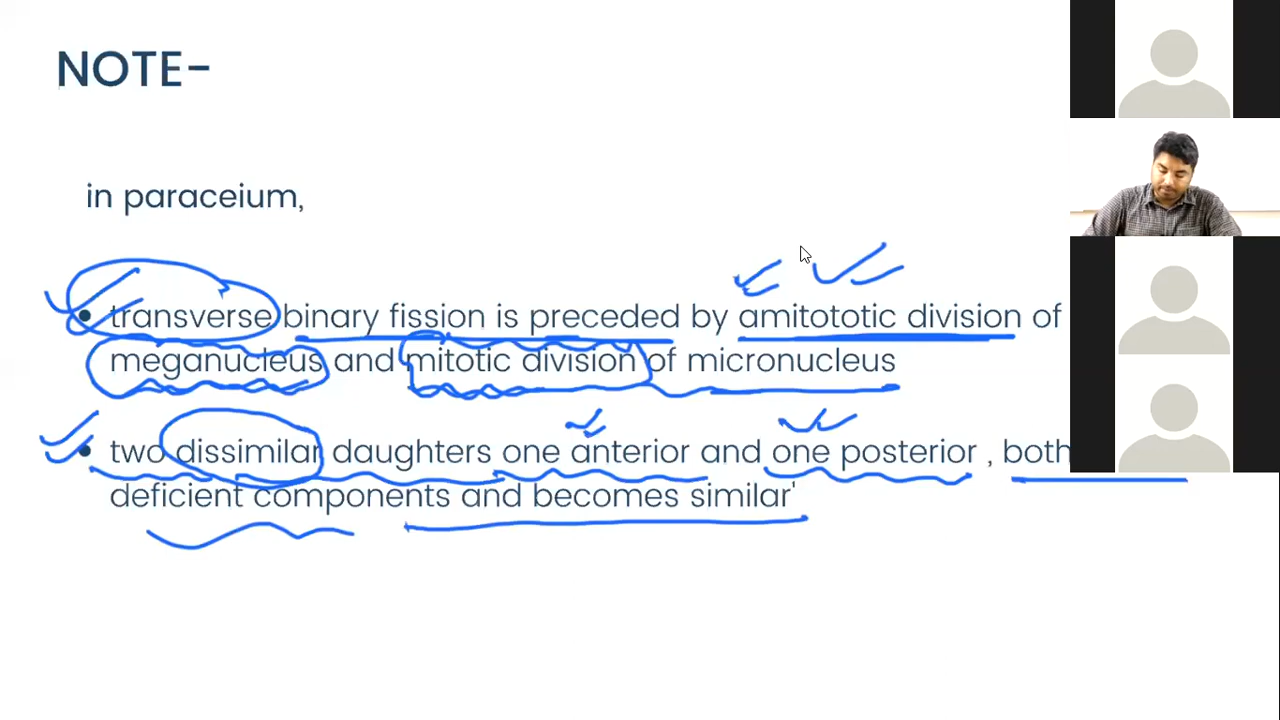 NOTE-
in paraceium,
• transverse binary fission is preceded by amitototic division of
meganucleus and mitotic division of micronucleus
• two dissimilar daughters one anterior and one posterior , both
deficient components and becomes similar'